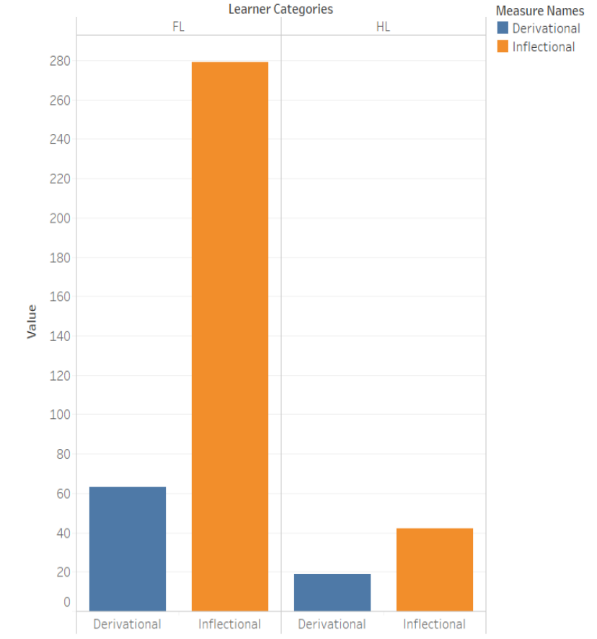 Learner Categories
Measure Names
FL
HL
Derivational
Inflectional
280
260
240
220
200
180
160
140
120
100
80
60
40
20
0
Value
Derivational
Inflectional
Derivational
Inflectional